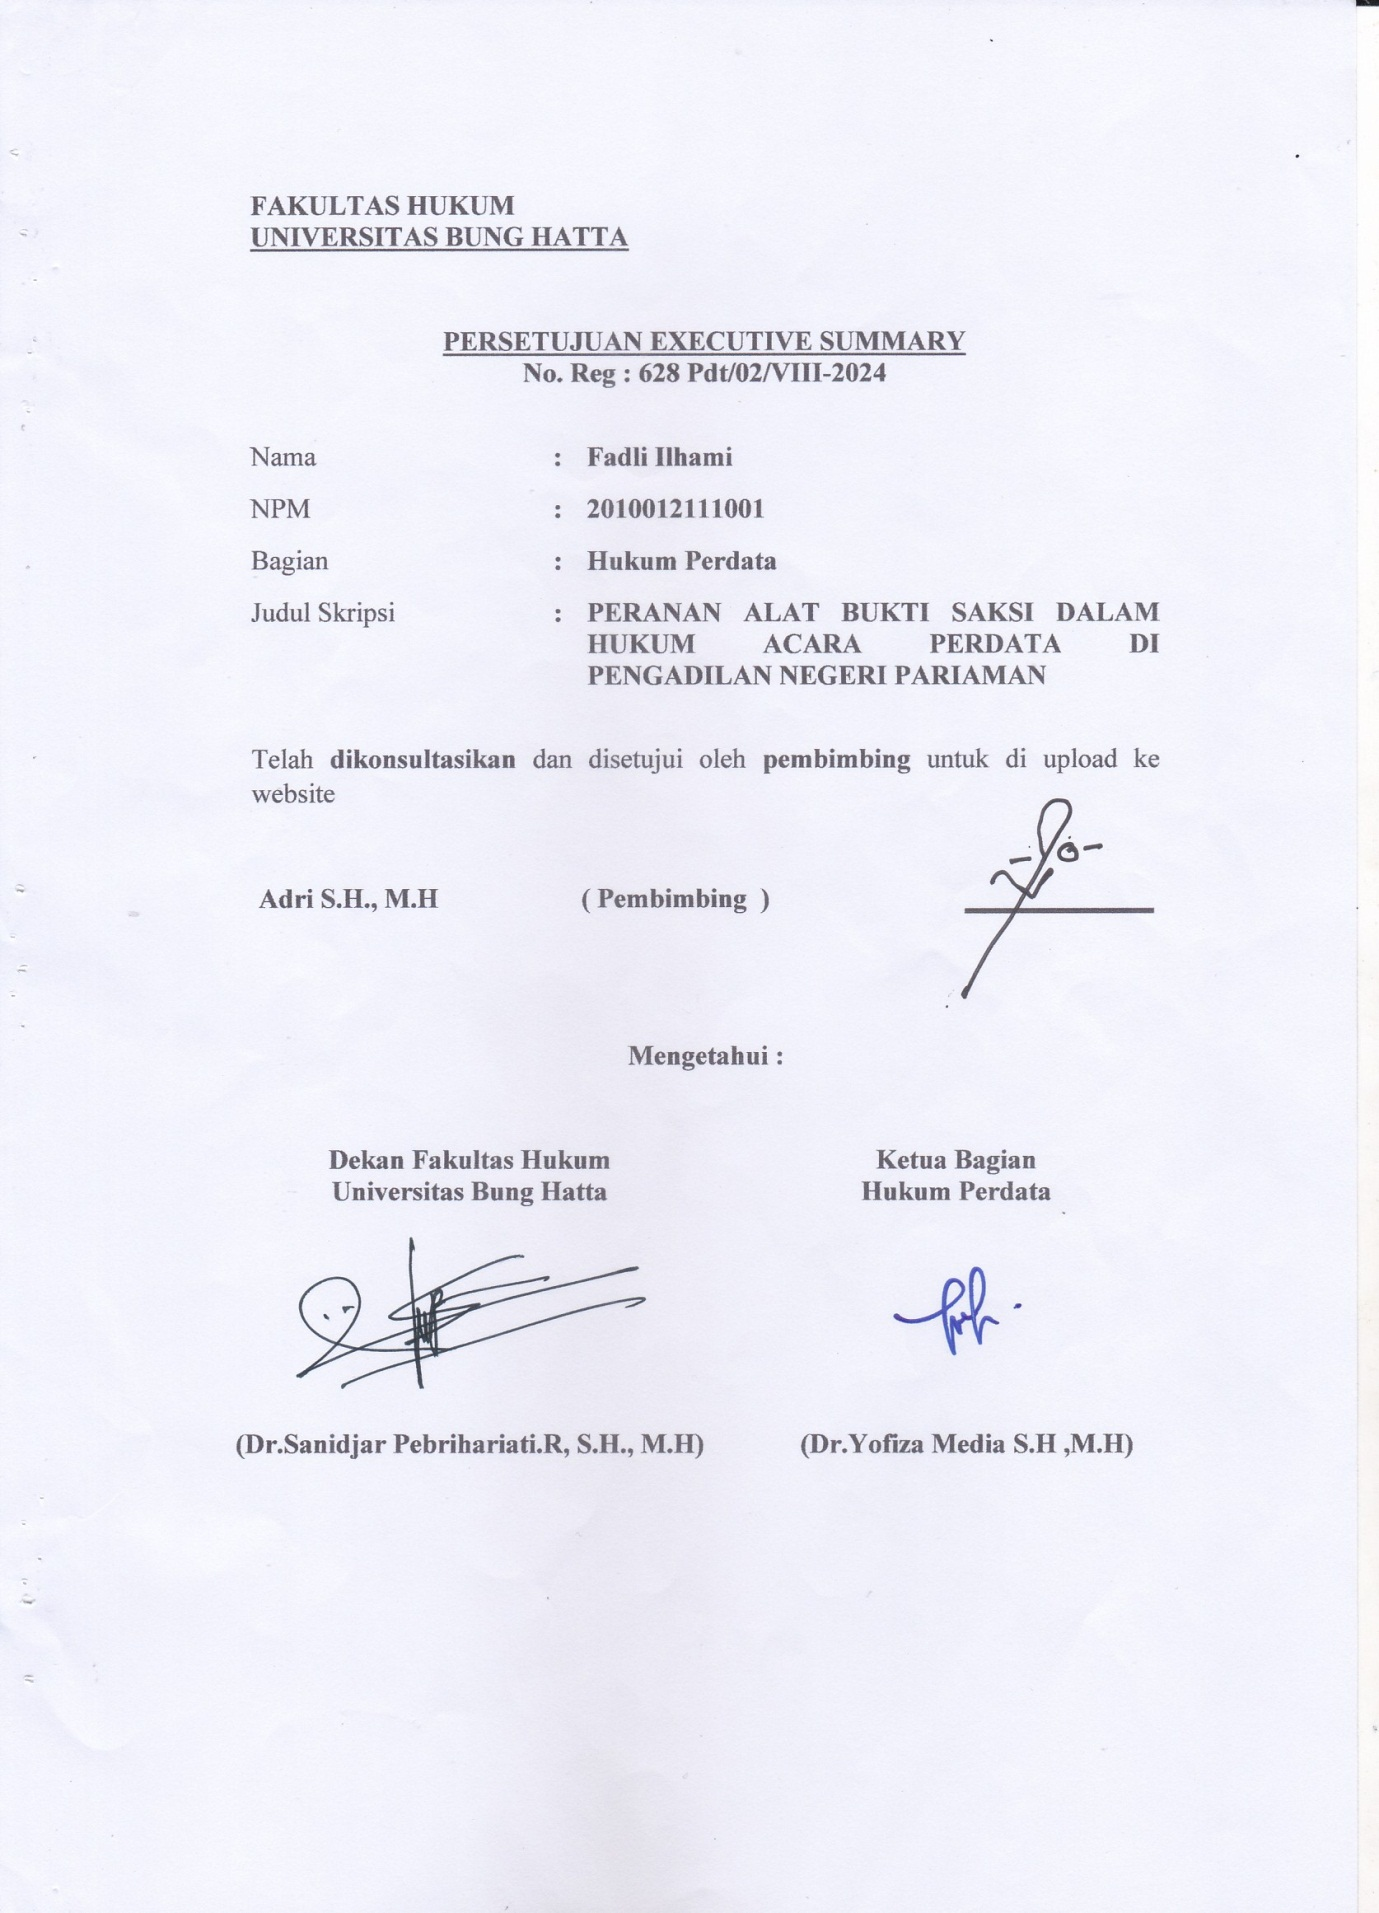 FAKULTAS HUKUM
UNIVERSITAS BUNG HATTA
PERSETUJUAN EXECUTIVE SUMMARY
No. Reg : 628 Pdt/02/VIII-2024
Nama : Fadli Ilhami
NPM : 2010012111001
Bagian : Hukum Perdata
Judul Skripsi : PERANAN ALAT BUKTI SAKSI DALAM
HUKUM ACARA PERDATA DI
PENGADILAN NEGERI PARIAMAN
Telah dikonsultasikan dan disetujui oleh pembimbing untuk di upload ke
website
Adri S.H., M.H ( Pembimbing )
Mengetahui :
Dekan Fakultas Hukum
Universitas Bung Hatta
Ketua Bagian
Hukum Perdata
(Dr.Sanidjar Pebrihariati.R, S.H., M.H)
(Dr.Yofiza Media S.H ,M.H)